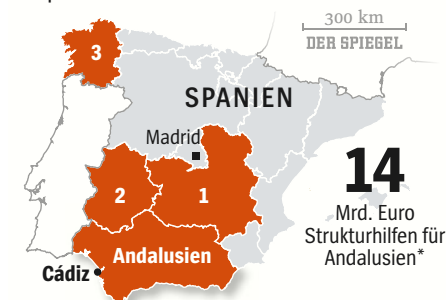 300 km
DER SPIEGEL
3
SPANIEN
Madrid
14
2
1
Mrd. Euro
Strukturhilfen für
Andalusien*
Andalusien
Cádiz